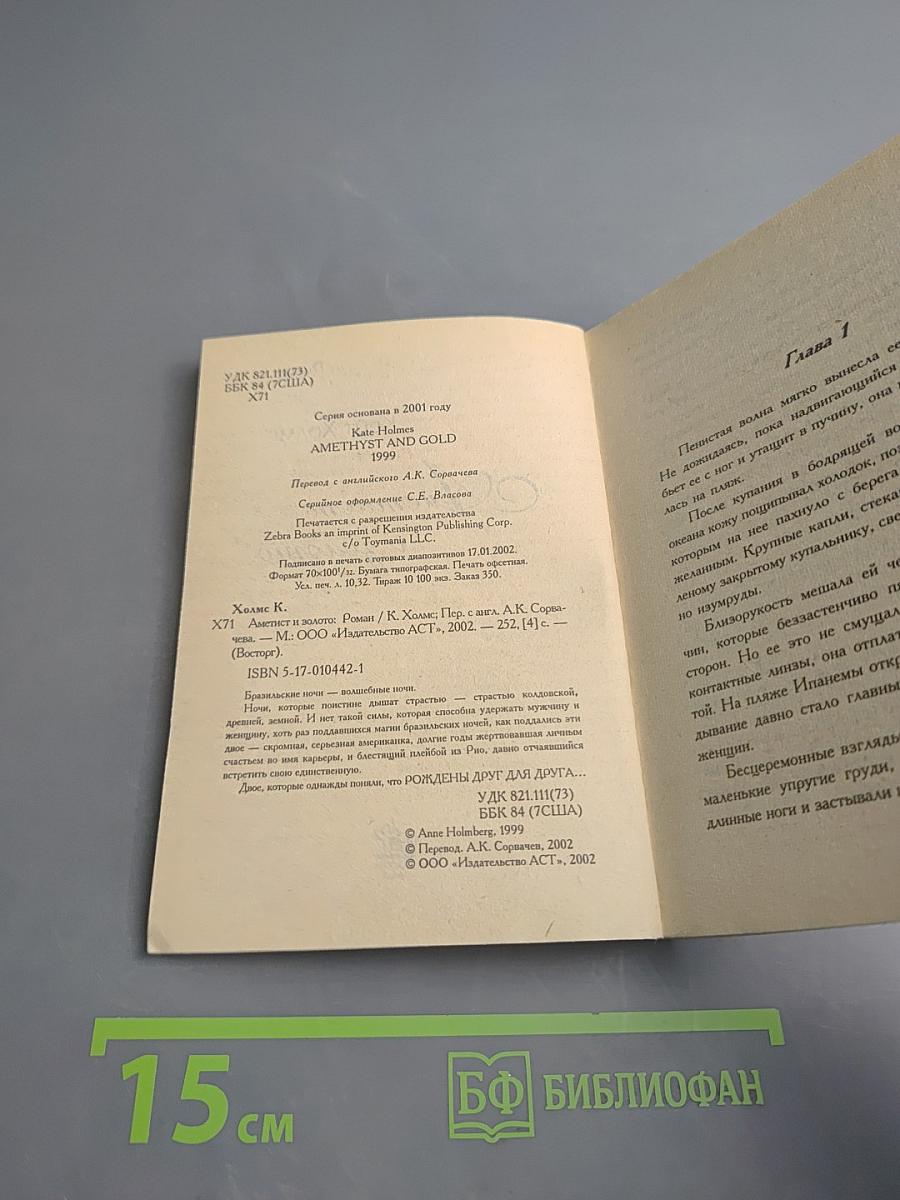 УДК 821.111(73)
ББК 84 (7США)
Х71
Серия основана в 2001 году
Kate Holmes
AMETHYST AND GOLD
1999
Перевод с английского А.К. Сорвачева
Серийное оформление С.Е. Власова
Печатается с разрешения издательства
Zebra Books an imprint of Kensington Publishing Corp.
c/o Toymania LLC.
Подписано в печать с готовых диапозитивов 17.01.2002.
Формат 70×100¹/₃₂. Бумага типографская. Печать офсетная.
Усл. печ. л. 10,32. Тираж 10 100 экз. Заказ 350.
Холмс К.
Х71 Аметист и золото: Роман / К. Холмс; Пер. с англ. А.К. Сорва-
чева. — М.: ООО «Издательство АСТ», 2002. — 252, [4] с. —
(Восторг).
ISBN 5-17-010442-1
Бразильские ночи — волшебные ночи.
Ночи, которые поистине дышат страстью — страстью колдовской,
древней, земной. И нет такой силы, которая способна удержать мужчину и
женщину, хоть раз поддавшихся магии бразильских ночей, как поддались эти
двое — скромная, серьезная американка, долгие годы жертвовавшая личным
счастьем во имя карьеры, и блестящий плейбой из Рио, давно отчаявшийся
встретить свою единственную.
Двое, которые однажды поняли, что РОЖДЕНЫ ДРУГ ДЛЯ ДРУГА...
УДК 821.111(73)
ББК 84 (7США)
© Anne Holmberg, 1999
© Перевод. А.К. Сорвачев, 2002
© ООО «Издательство АСТ», 2002
Глава 1
Пенистая волна мягко вынесла ее
Не дожидаясь, пока надвигающийся
бьет ее с ног и утащит в пучину, она
лась на пляж.
После купания в бодрящей во
океана кожу пощипывал холодок, поэ
которым на нее пахнуло с берега
желанным. Крупные капли, стека
леному закрытому купальнику, све
но изумруды.
Близорукость мешала ей че
чин, которые беззастенчиво пя
сторон. Но ее это не смущал
контактные линзы, она отплат
той. На пляже Ипанемы откр
дывание давно стало главны
женщин.
Бесцеремонные взгляды
маленькие упругие груди,
длинные ноги и застывали
15 см
БФ БИБЛИОФАН